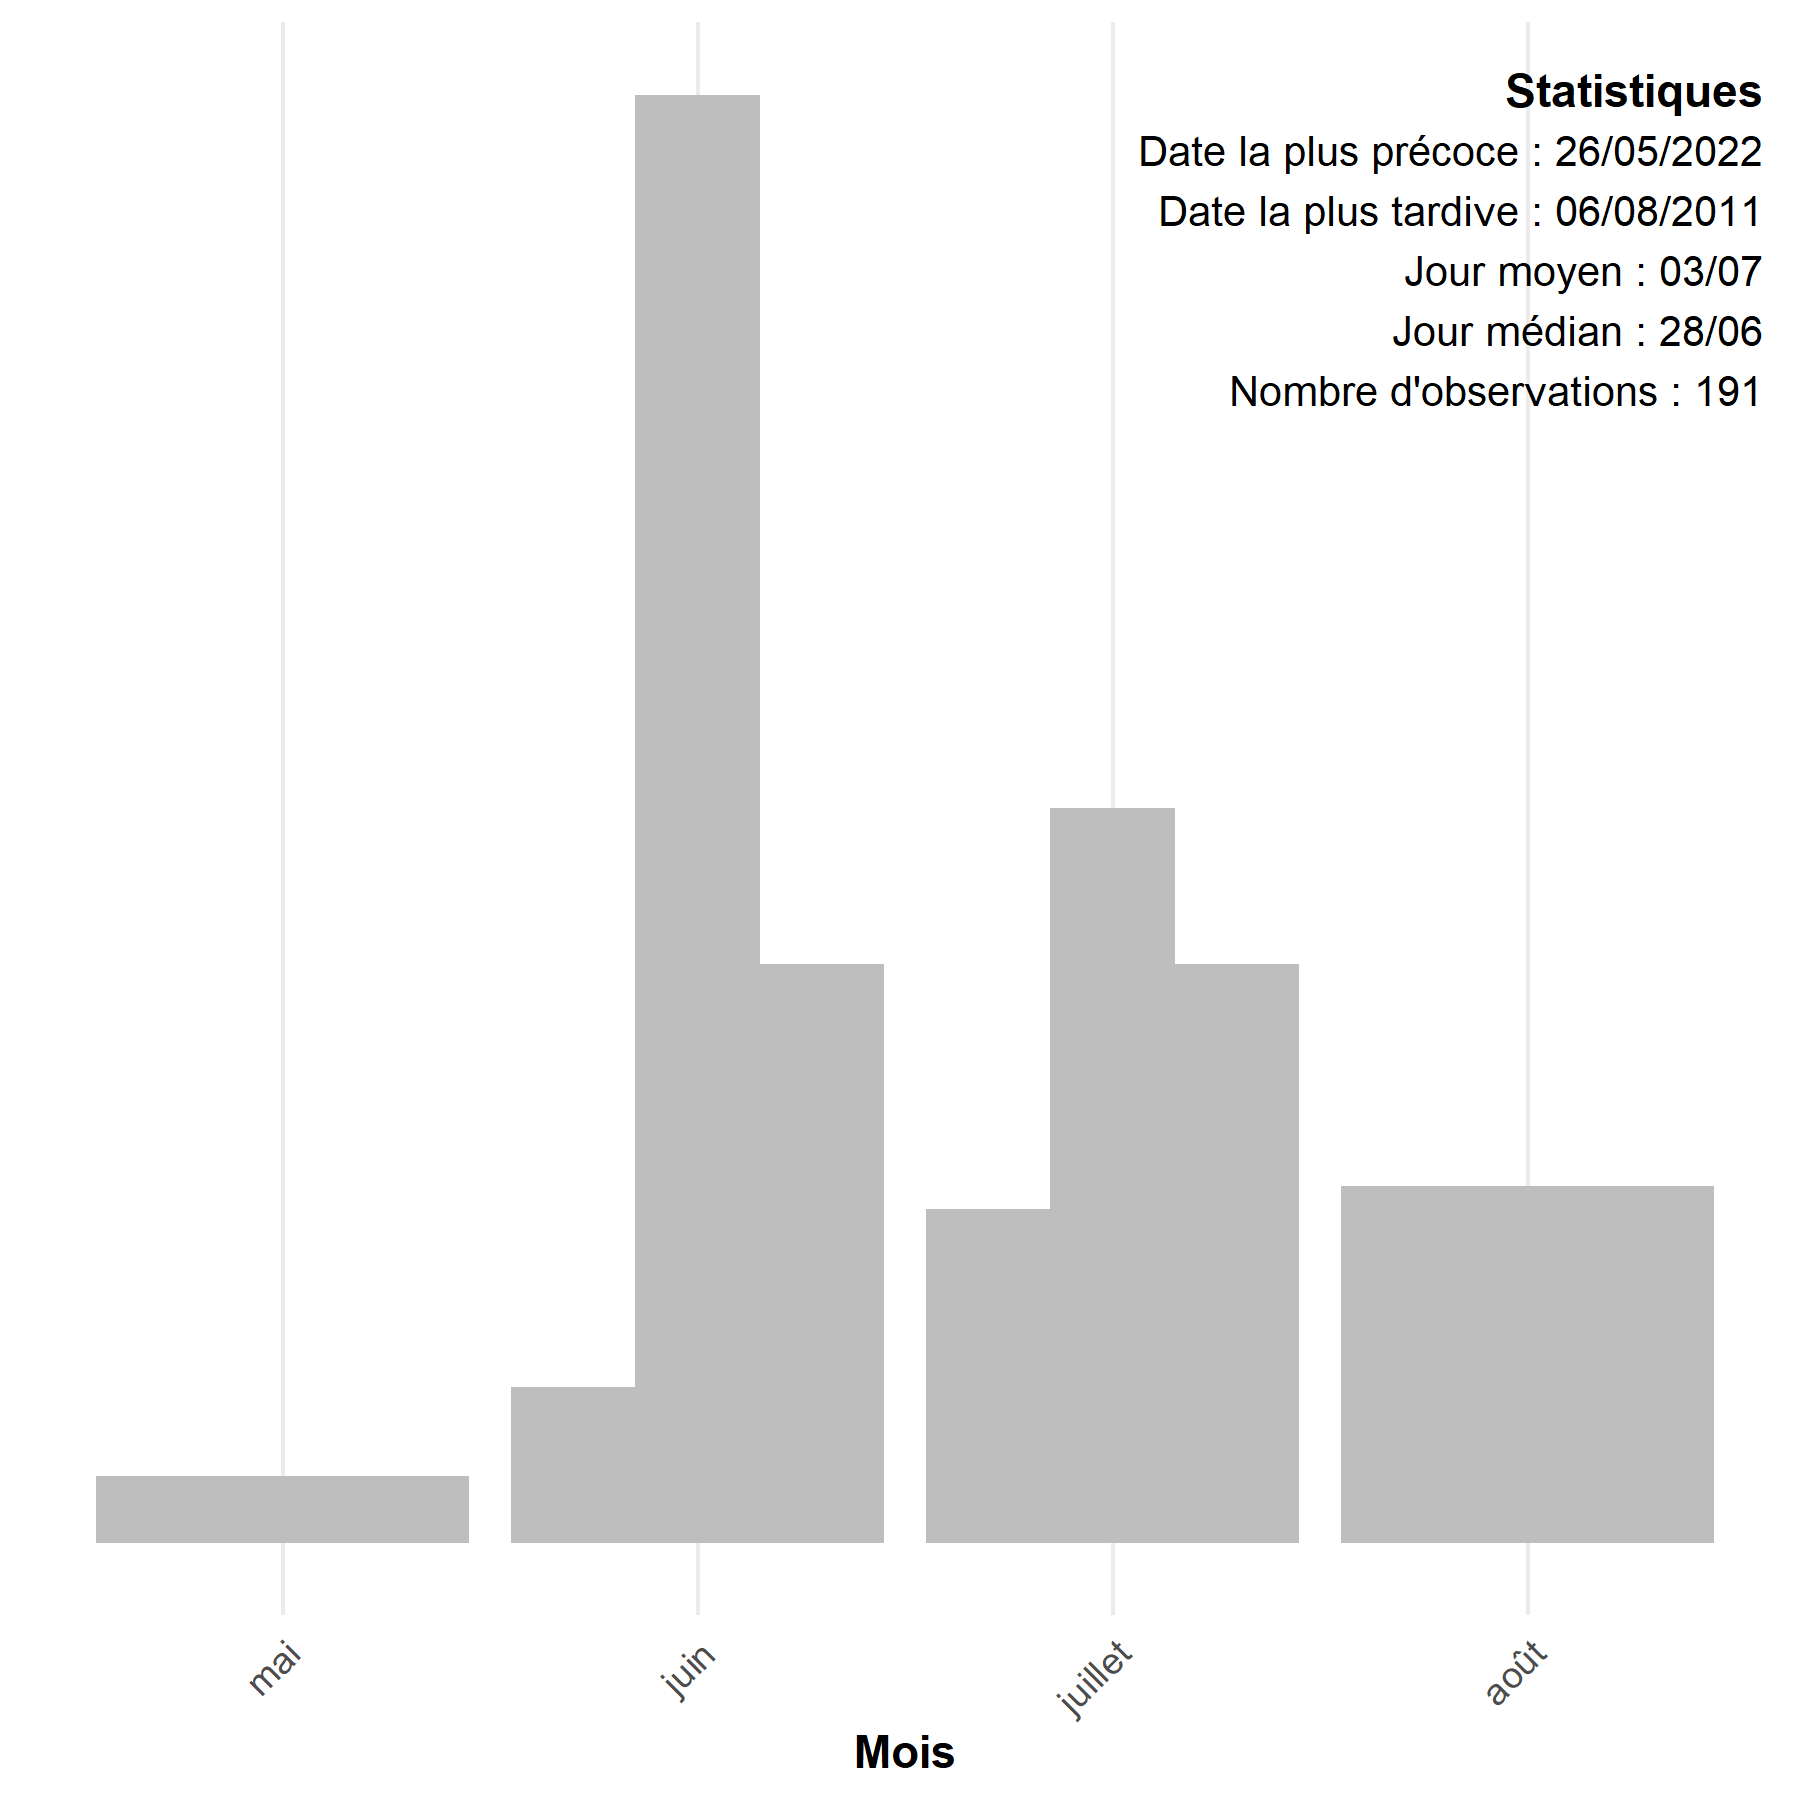 Statistiques
Date la plus précoce : 26/05/2022
Date la plus tardive : 06/08/2011
Jour moyen : 03/07
Jour médian : 28/06
Nombre d'observations : 191
mai
juin
juillet
août
Mois